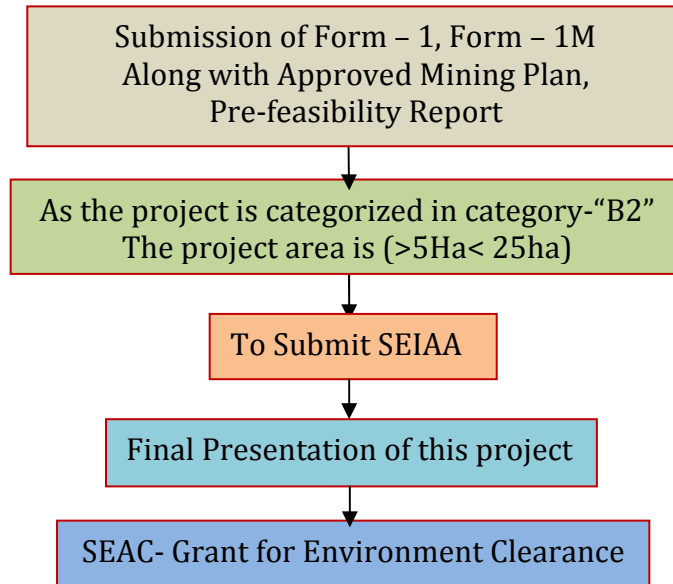 Submission of Form – 1, Form – 1M
Along with Approved Mining Plan,
Pre-feasibility Report
As the project is categorized in category-“B2”
The project area is (>5Ha< 25ha)
To Submit SEIAA
Final Presentation of this project
SEAC- Grant for Environment Clearance